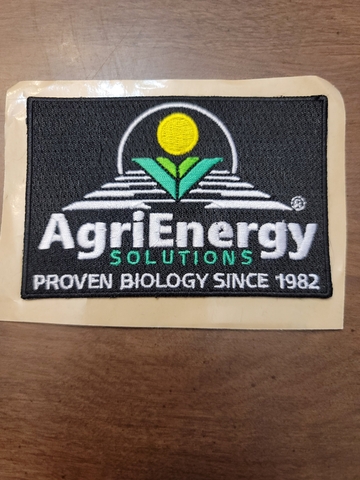 ®
AgriEnergy
SOLUTIONS
PROVEN BIOLOGY SINCE 1982